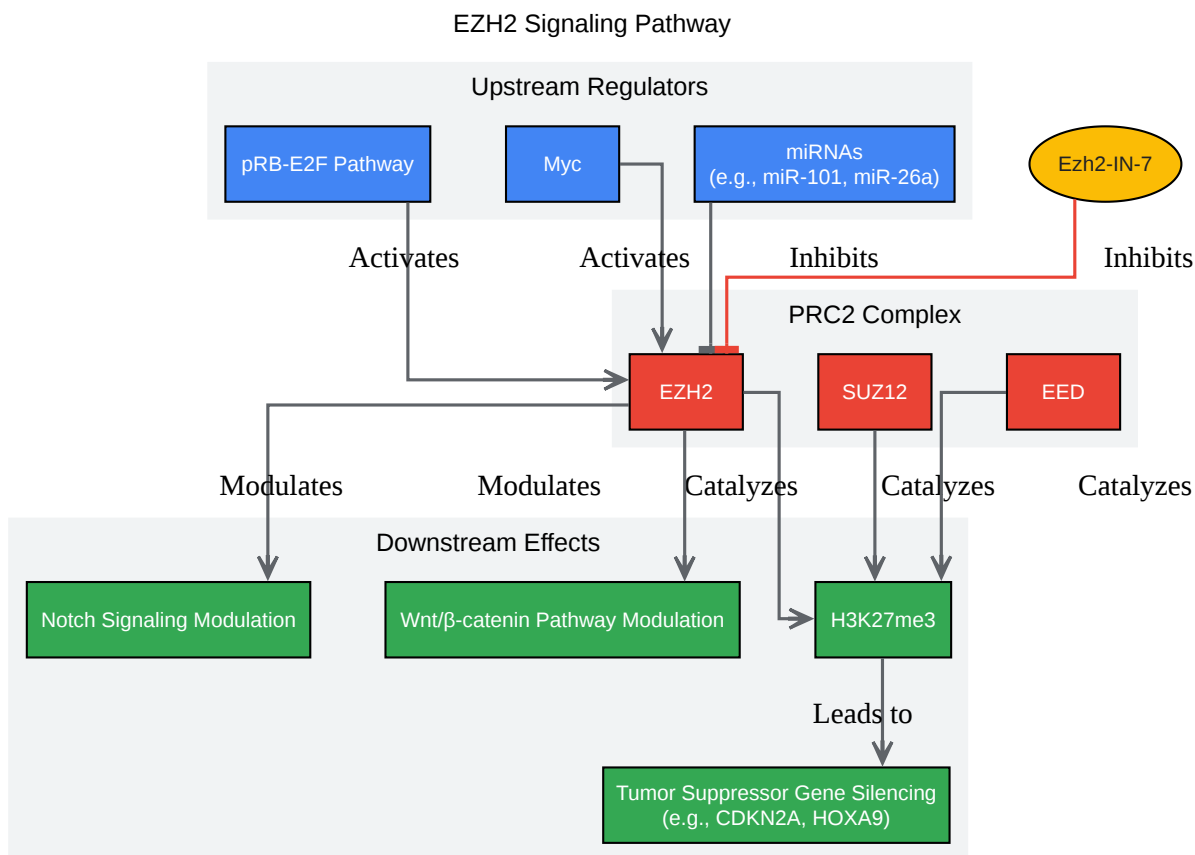 EZH2 Signaling Pathway
Upstream Regulators
pRB-E2F Pathway
Myc
miRNAs
(e.g., miR-101, miR-26a)
Ezh2-IN-7
Activates
Activates
Inhibits
Inhibits
PRC2 Complex
EZH2
SUZ12
EED
Modulates
Modulates
Catalyzes
Catalyzes
Catalyzes
Downstream Effects
Notch Signaling Modulation
Wnt/β-catenin Pathway Modulation
H3K27me3
Leads to
Tumor Suppressor Gene Silencing
(e.g., CDKN2A, HOXA9)